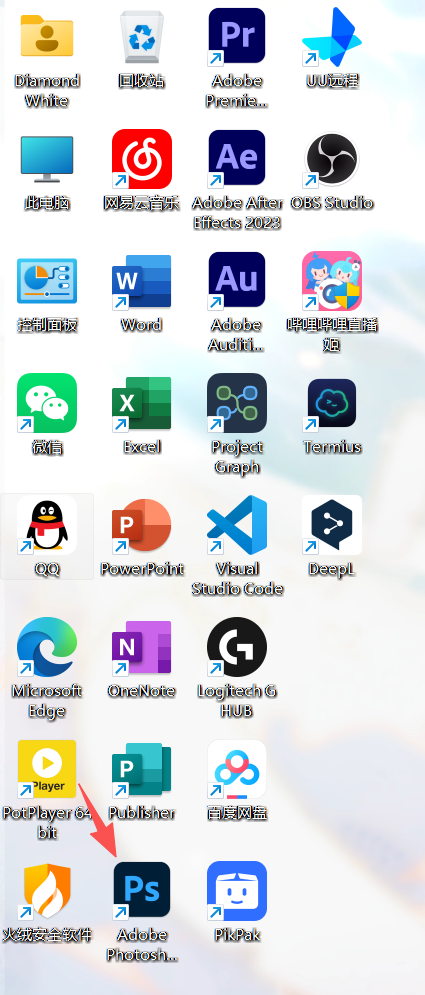 Diamond
White
回收站
Pr
Adobe
Premie...
UU远程
此电脑
网易云音乐
Ae
Adobe After
Effects 2023
OBS Studio
控制面板
W
Word
Au
Adobe
Auditi...
哔哩哔哩直播
姬
微信
X
Excel
Project
Graph
Termius
QQ
P
PowerPoint
Visual
Studio Code
DeepL
Microsoft
Edge
N
OneNote
G
Logitech G
HUB
Player
PotPlayer 64
bit
P
Publisher
百度网盘
火绒安全软件
Ps
Adobe
Photosh...
PikPak